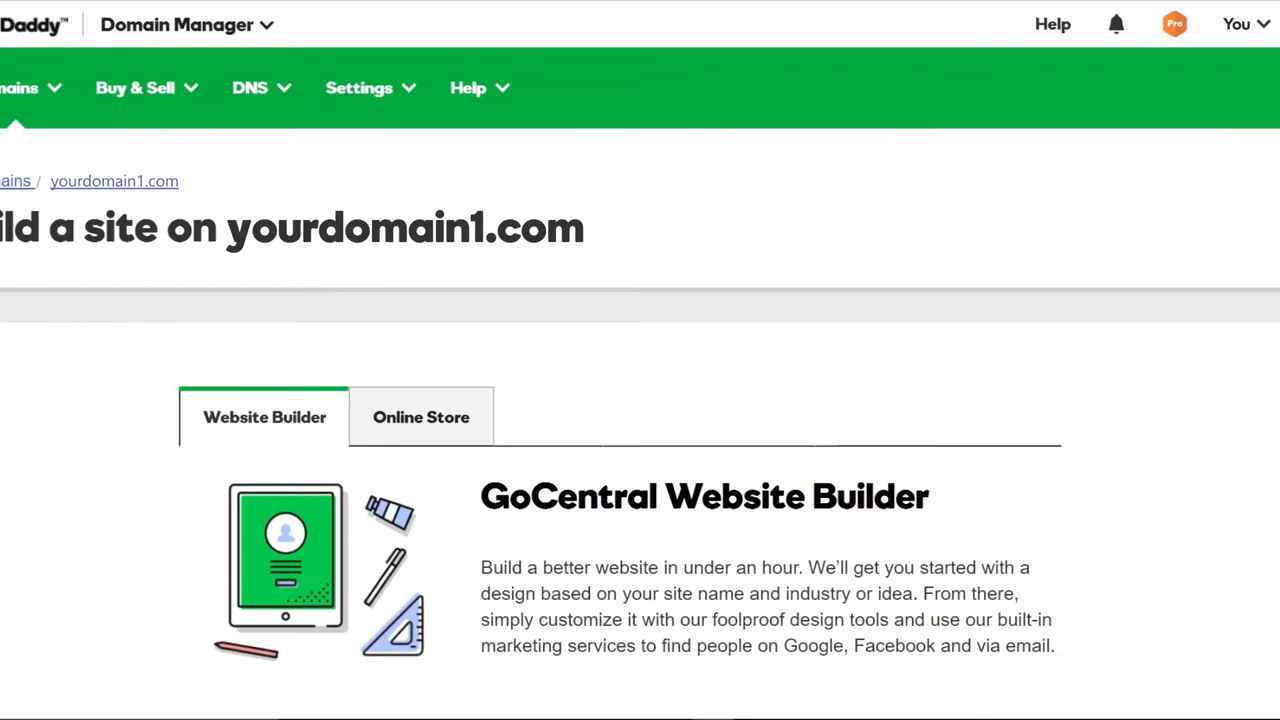 Daddy™ Domain Manager Help Pro You
mains Buy & Sell DNS Settings Help
ains / yourdomain1.com
ild a site on yourdomain1.com
Website Builder Online Store
GoCentral Website Builder
Build a better website in under an hour. We’ll get you started with a
design based on your site name and industry or idea. From there,
simply customize it with our foolproof design tools and use our built-in
marketing services to find people on Google, Facebook and via email.